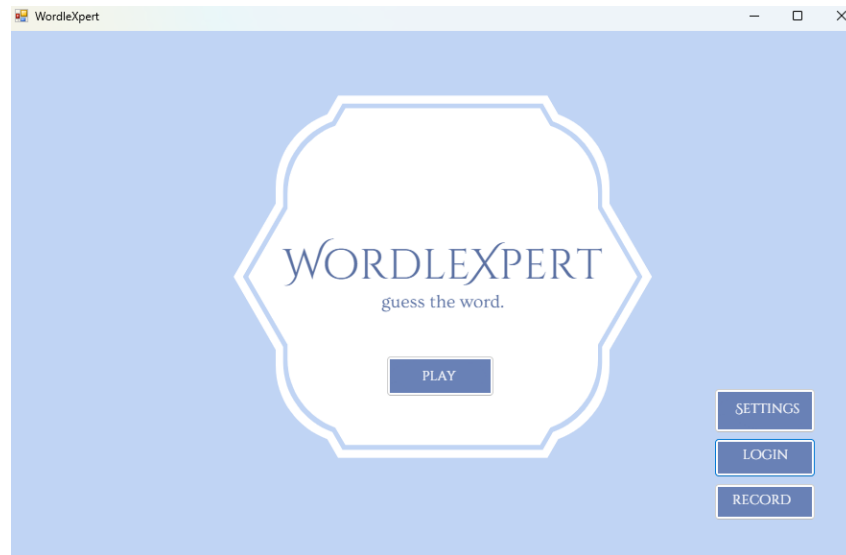 WordleXpert
WORDLEXPERT
guess the word.
PLAY
SETTINGS
LOGIN
RECORD